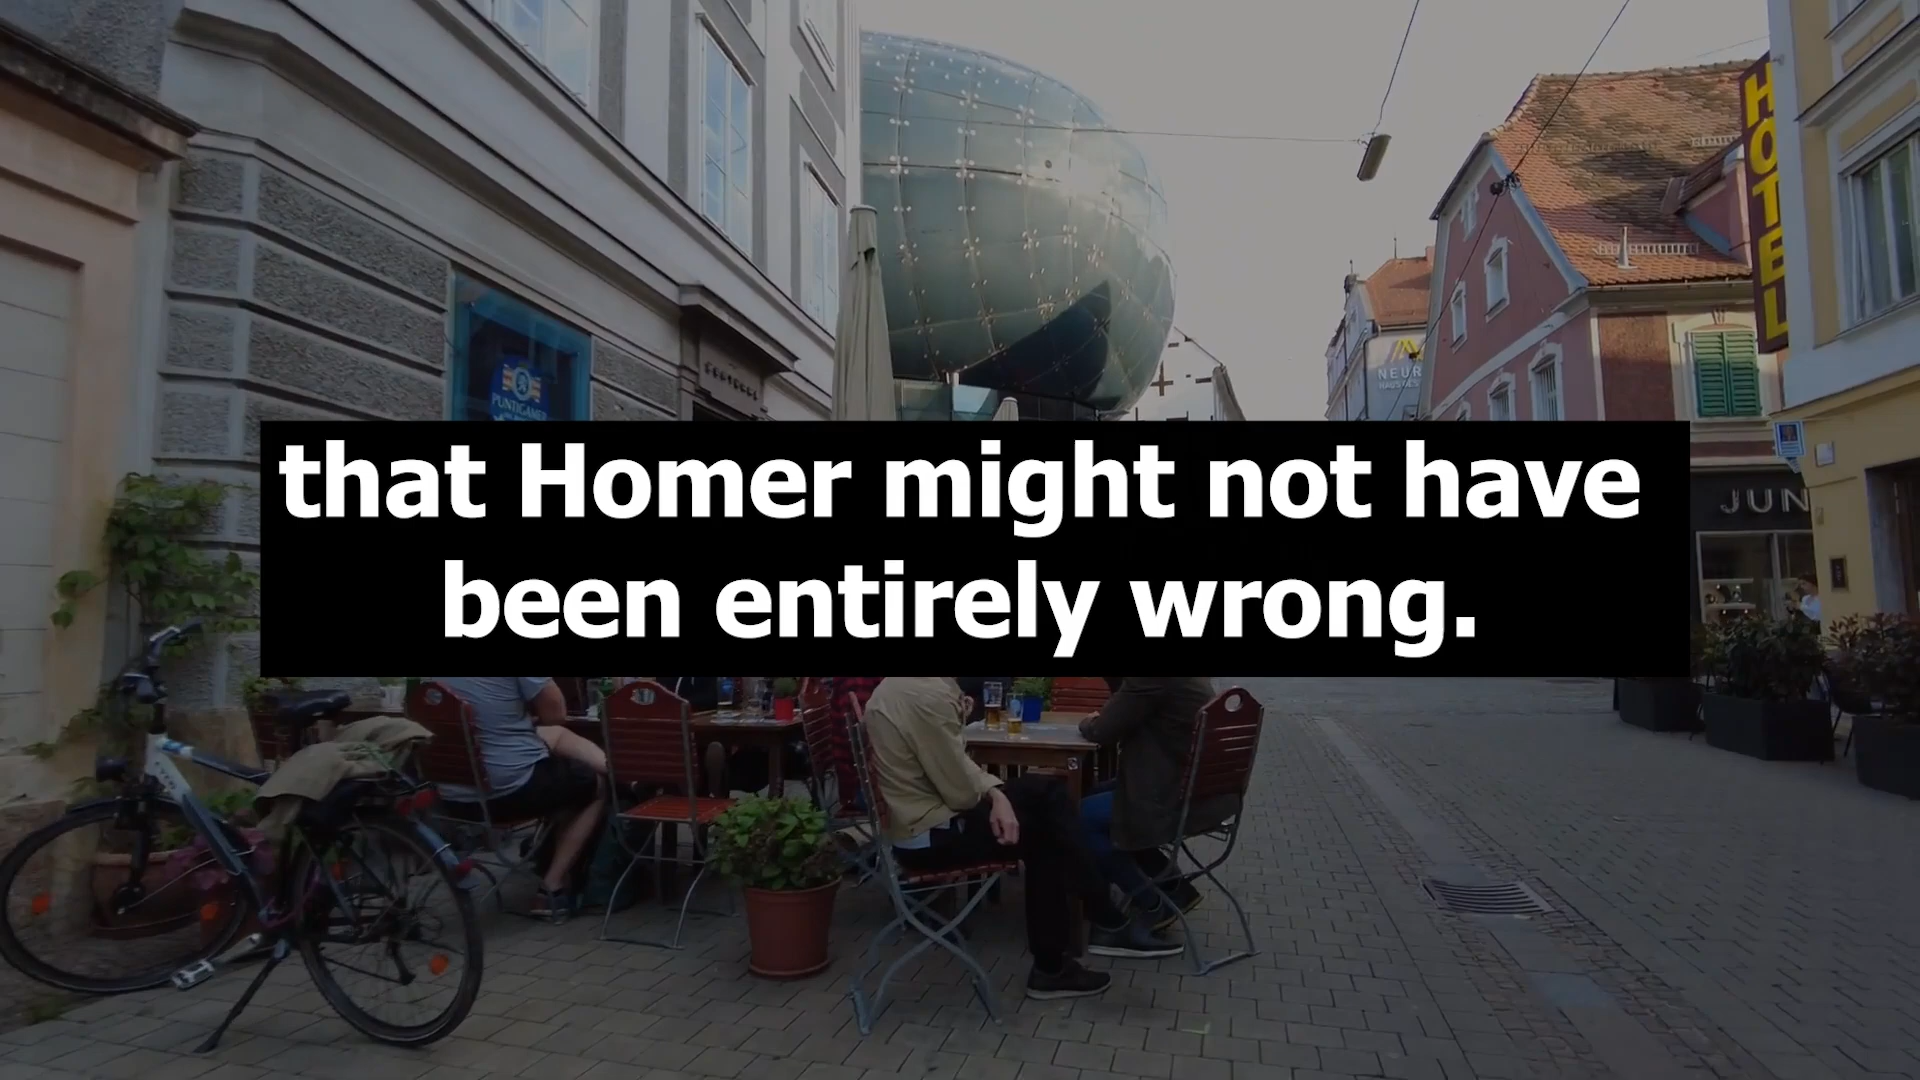 HOTEL
NEUR
PUNTIGAMER
that Homer might not have
been entirely wrong.
JUN